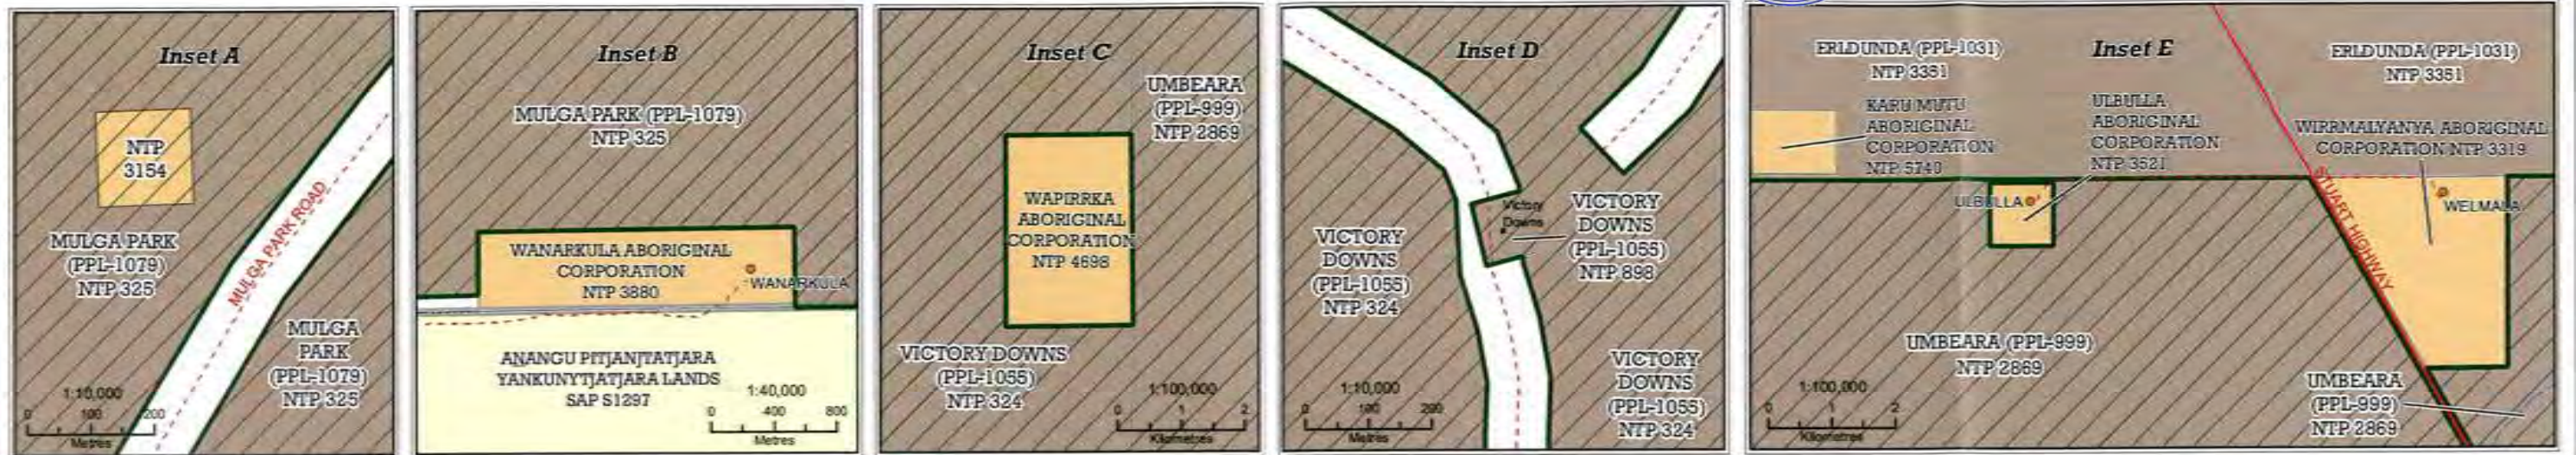 Inset A
NTP
3154
MULGA PARK ROAD
MULGA PARK
(PPL-1079)
NTP 325
MULGA
PARK
(PPL-1079)
NTP 325
1:10,000
0 100 200
Metres
Inset B
MULGA PARK (PPL-1079)
NTP 325
WANARKULA ABORIGINAL
CORPORATION
NTP 3880
WANARKULA
ANANGU PITJANJTATJARA
YANKUNYTJATJARA LANDS
SAP S1297
1:40,000
0 400 800
Metres
Inset C
UMBEARA
(PPL-999)
NTP 2869
WAPIRRKA
ABORIGINAL
CORPORATION
NTP 4698
VICTORY DOWNS
(PPL-1055)
NTP 324
1:100,000
0 1 2
Kilometres
Inset D
Victory
Downs
VICTORY
DOWNS
(PPL-1055)
NTP 898
VICTORY
DOWNS
(PPL-1055)
NTP 324
VICTORY
DOWNS
(PPL-1055)
NTP 324
1:10,000
0 100 200
Metres
Inset E
ERLDUNDA (PPL-1031)
NTP 3351
ERLDUNDA (PPL-1031)
NTP 3351
KARU MUTU
ABORIGINAL
CORPORATION
NTP 5740
ULBULLA
ABORIGINAL
CORPORATION
NTP 3521
WIRRMALYANYA ABORIGINAL
CORPORATION NTP 3319
ULBULLA
WELMALA
STUART HIGHWAY
UMBEARA (PPL-999)
NTP 2869
UMBEARA
(PPL-999)
NTP 2869
1:100,000
0 1 2
Kilometres